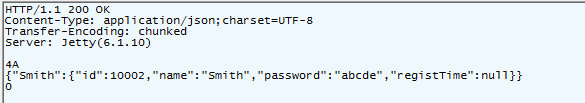 HTTP/1.1 200 OK
Content-Type: application/json;charset=UTF-8
Transfer-Encoding: chunked
Server: Jetty(6.1.10)
4A
{"Smith":{"id":10002,"name":"Smith","password":"abcde","registTime":null}}
0